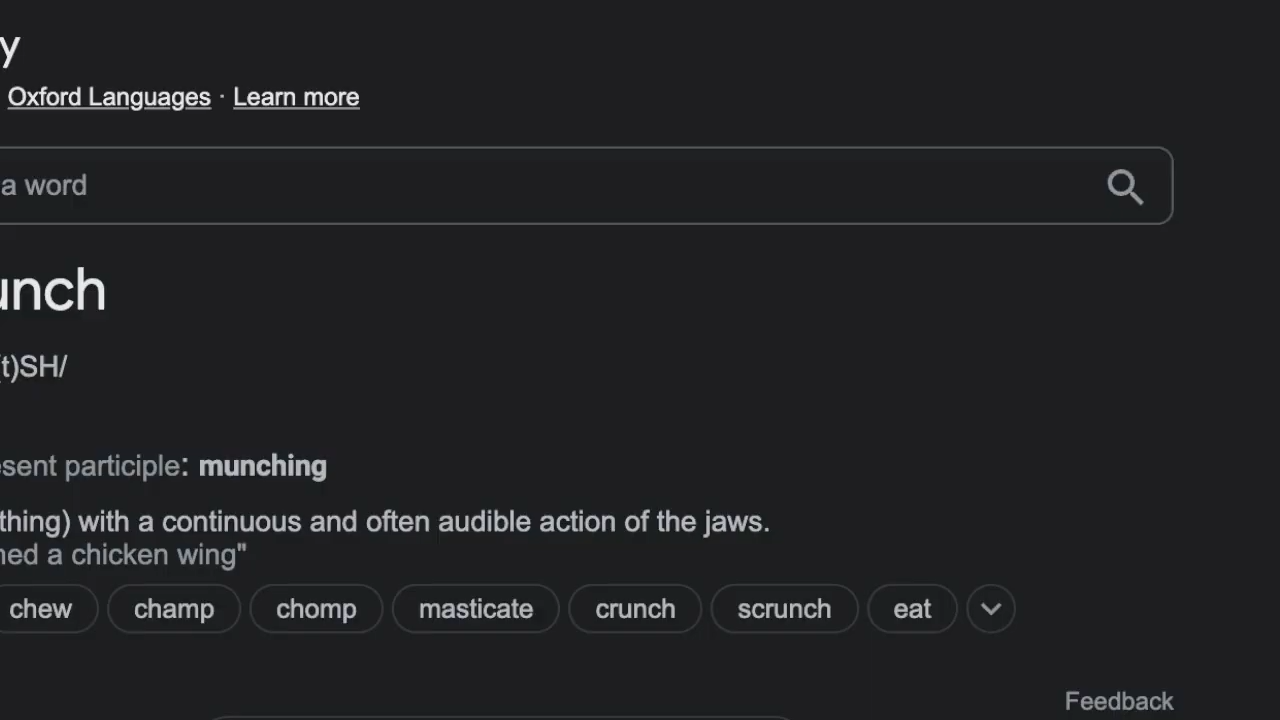 y
Oxford Languages · Learn more
a word
unch
(t)SH/
esent participle: munching
thing) with a continuous and often audible action of the jaws.
hed a chicken wing"
chew champ chomp masticate crunch scrunch eat
Feedback